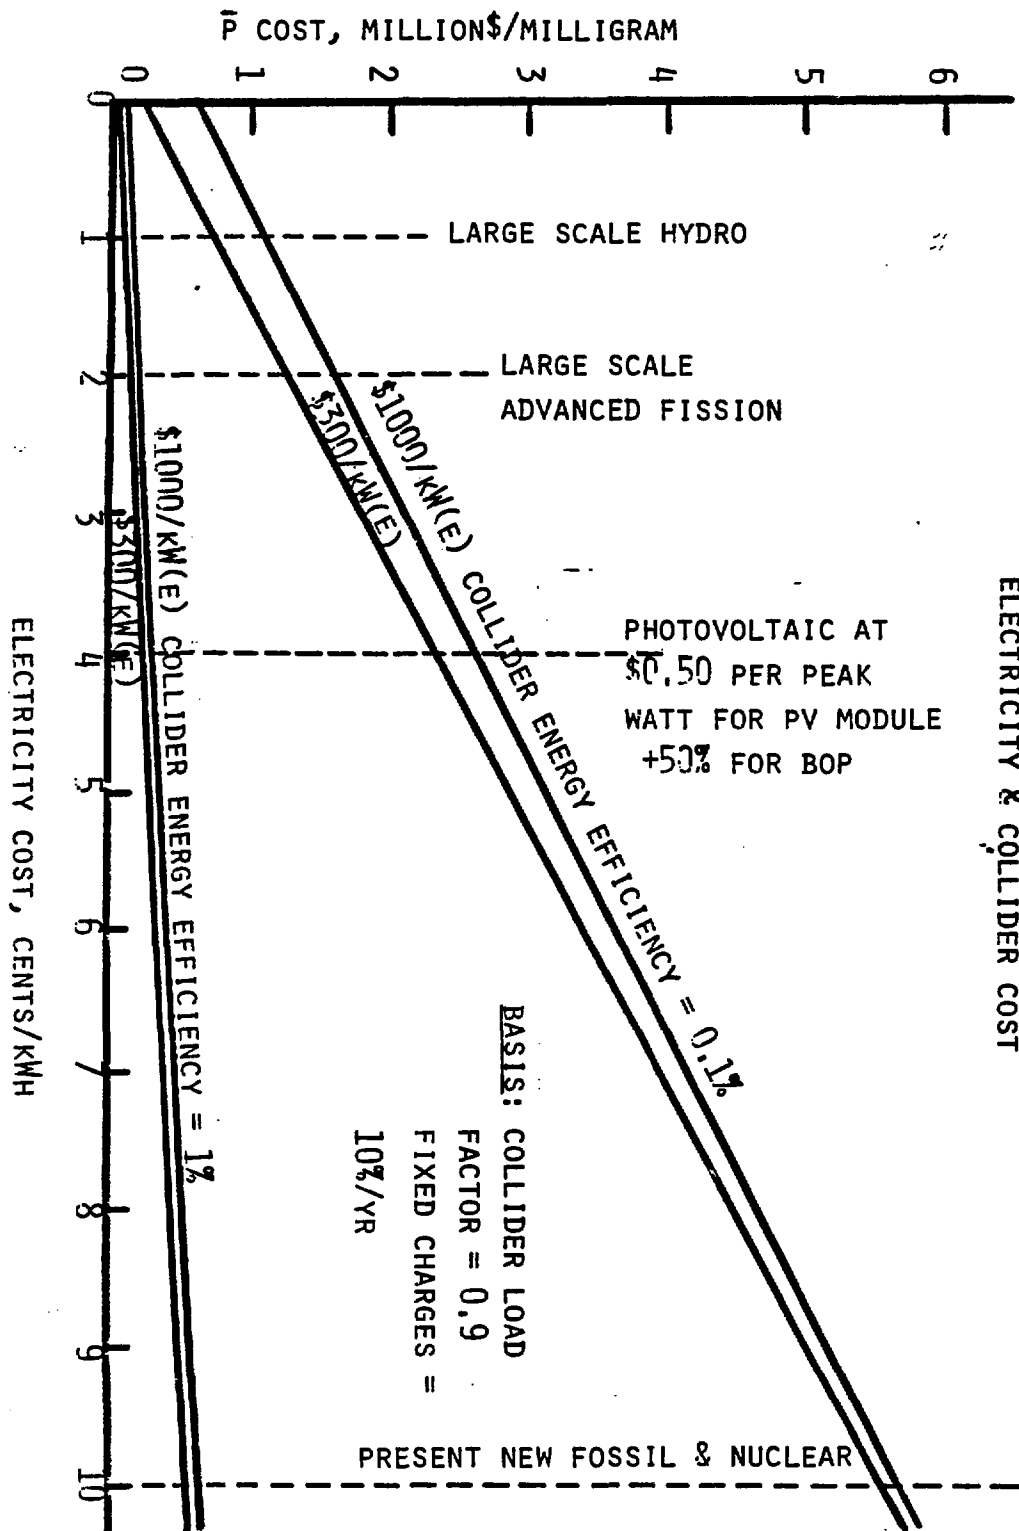 P̄ COST, MILLION$/MILLIGRAM
0 1 2 3 4 5 6
0
1
2
3
4
5
6
7
8
9
10
ELECTRICITY COST, CENTS/KWH
LARGE SCALE HYDRO
LARGE SCALE
ADVANCED FISSION
$1000/KW(E) COLLIDER ENERGY EFFICIENCY = 0.1%
$300/KW(E)
$1000/KW(E) COLLIDER ENERGY EFFICIENCY = 1%
$300/KW(E)
PHOTOVOLTAIC AT
$0.50 PER PEAK
WATT FOR PV MODULE
+50% FOR BOP
ELECTRICITY & COLLIDER COST
BASIS: COLLIDER LOAD
FACTOR = 0.9
FIXED CHARGES =
10%/YR
PRESENT NEW FOSSIL & NUCLEAR